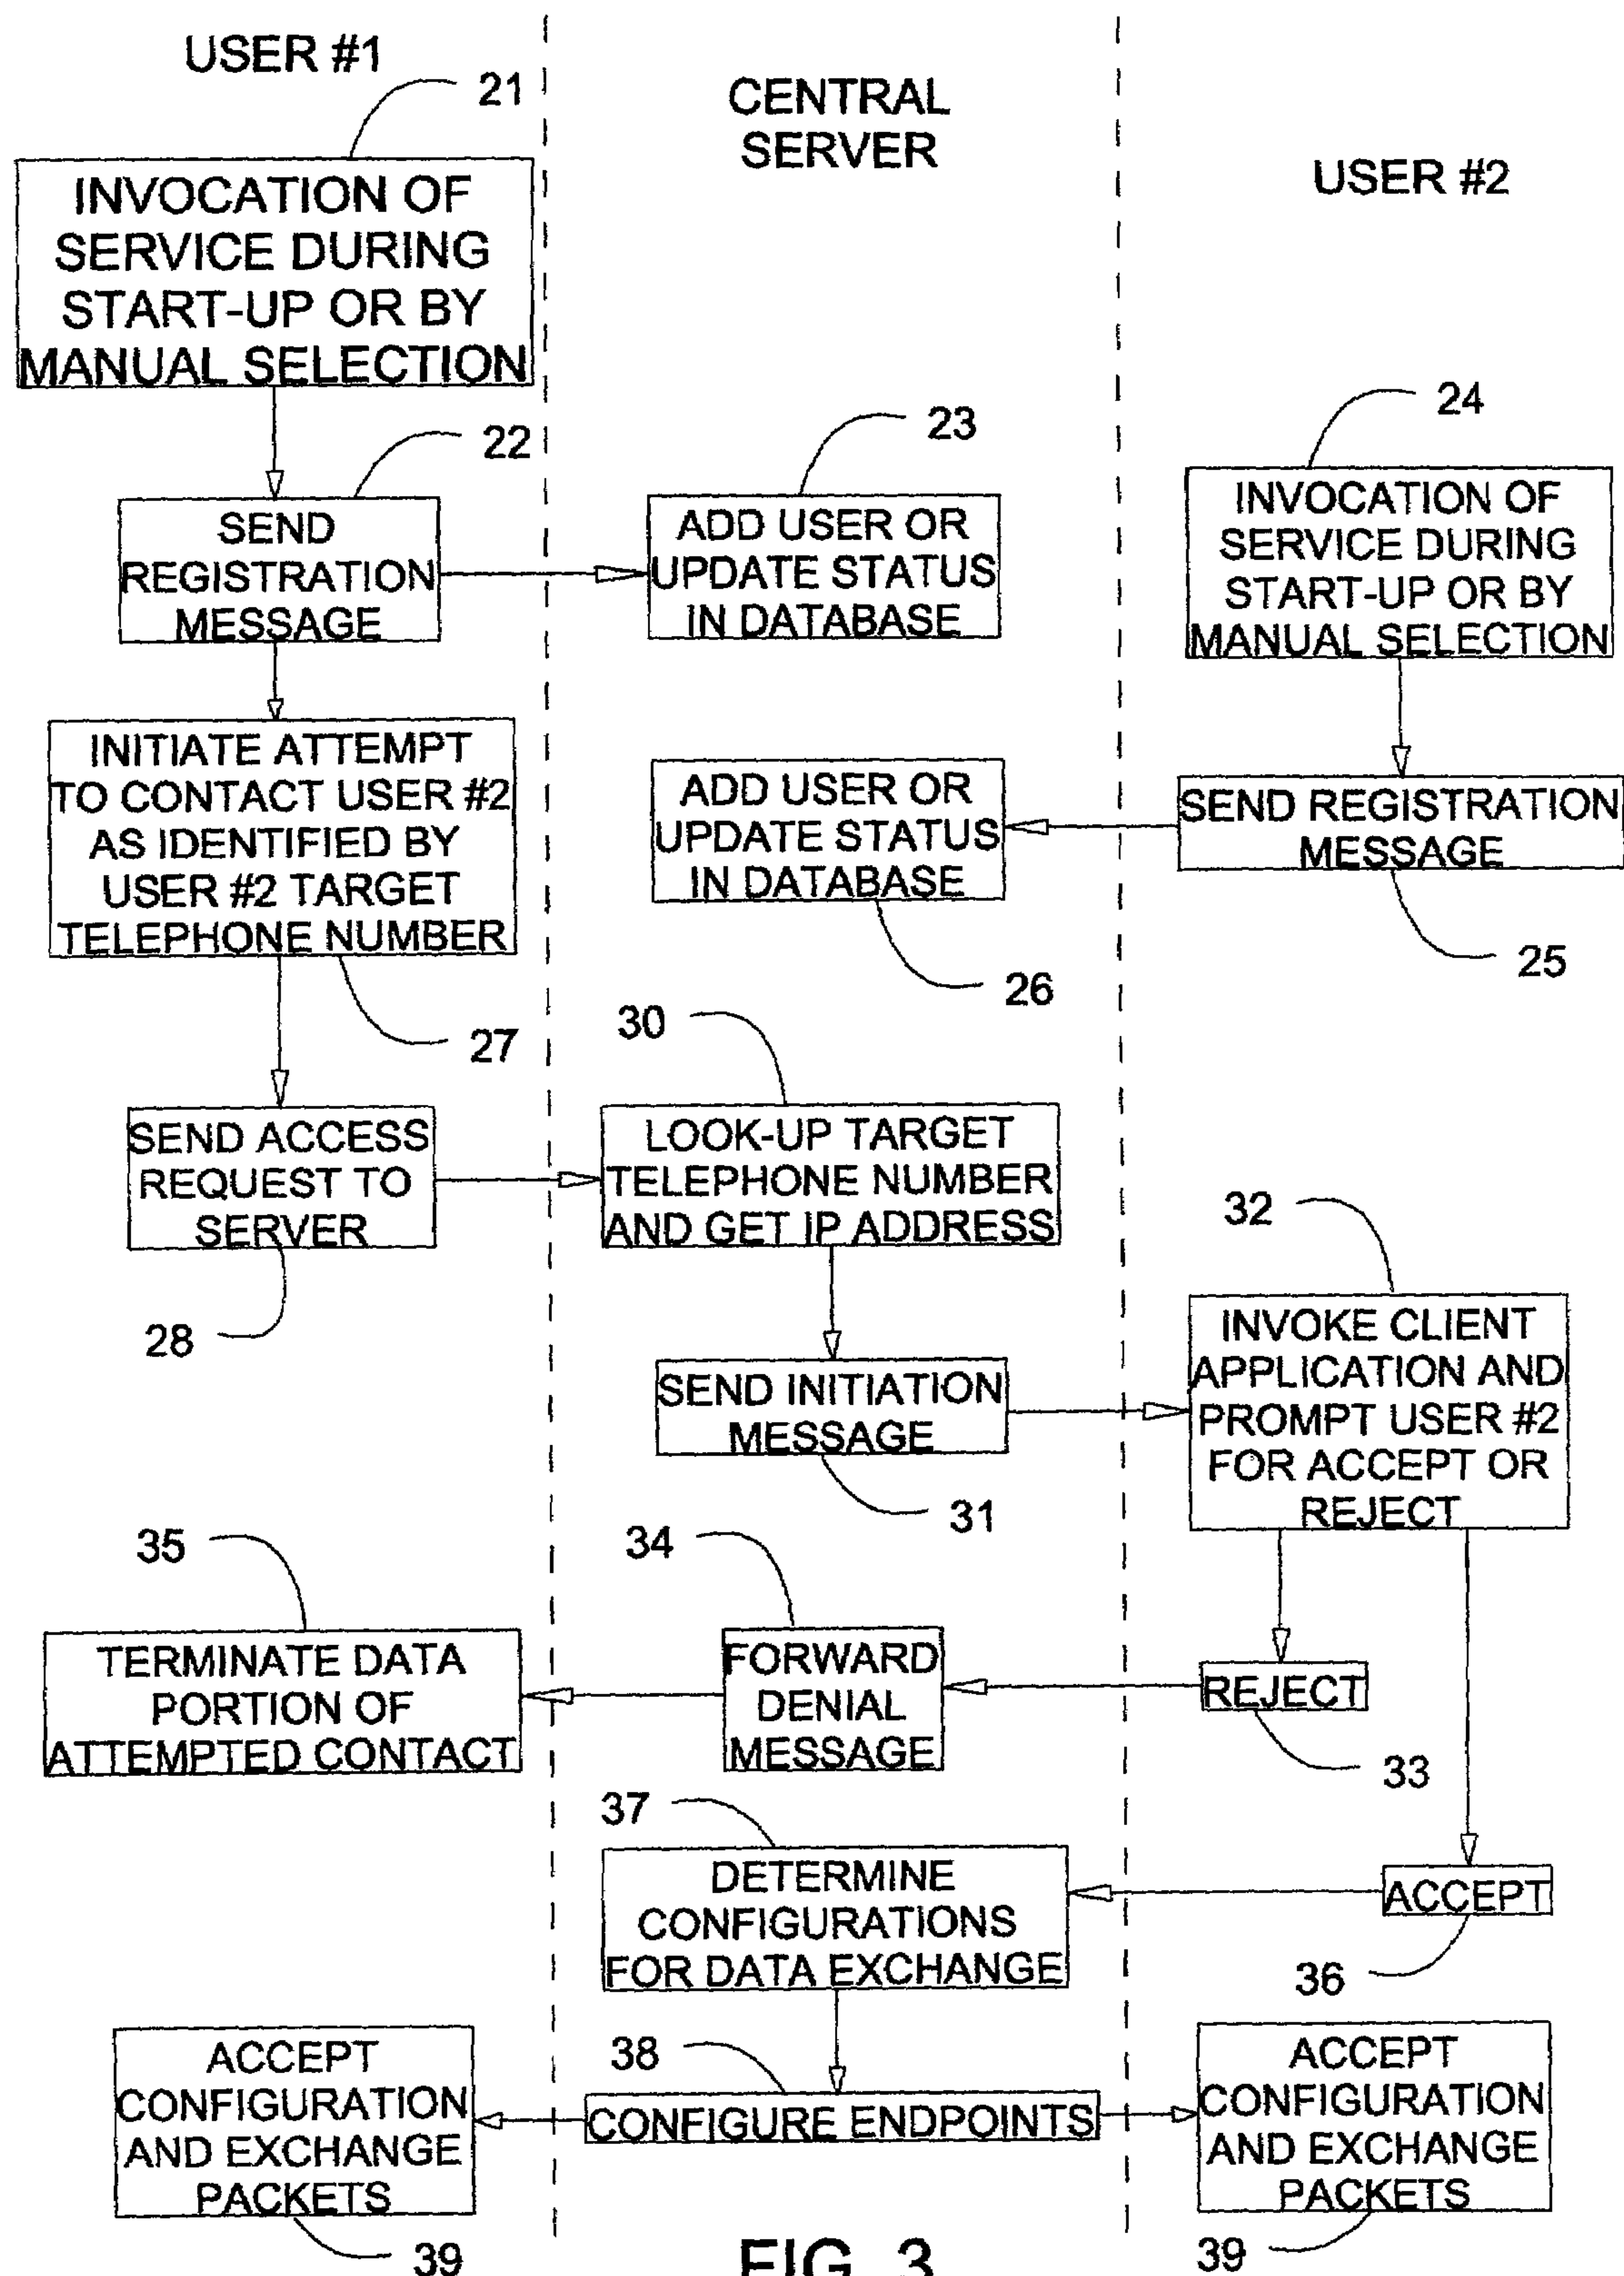 USER #1
21
CENTRAL
SERVER
USER #2
INVOCATION OF
SERVICE DURING
START-UP OR BY
MANUAL SELECTION
22
23
24
SEND
REGISTRATION
MESSAGE
ADD USER OR
UPDATE STATUS
IN DATABASE
INVOCATION OF
SERVICE DURING
START-UP OR BY
MANUAL SELECTION
INITIATE ATTEMPT
TO CONTACT USER #2
AS IDENTIFIED BY
USER #2 TARGET
TELEPHONE NUMBER
ADD USER OR
UPDATE STATUS
IN DATABASE
SEND REGISTRATION
MESSAGE
25
26
27
30
SEND ACCESS
REQUEST TO
SERVER
LOOK-UP TARGET
TELEPHONE NUMBER
AND GET IP ADDRESS
28
32
SEND INITIATION
MESSAGE
INVOKE CLIENT
APPLICATION AND
PROMPT USER #2
FOR ACCEPT OR
REJECT
31
35
34
TERMINATE DATA
PORTION OF
ATTEMPTED CONTACT
FORWARD
DENIAL
MESSAGE
REJECT
33
37
DETERMINE
CONFIGURATIONS
FOR DATA EXCHANGE
ACCEPT
36
38
ACCEPT
CONFIGURATION
AND EXCHANGE
PACKETS
CONFIGURE ENDPOINTS
ACCEPT
CONFIGURATION
AND EXCHANGE
PACKETS
39
39
FIG. 3